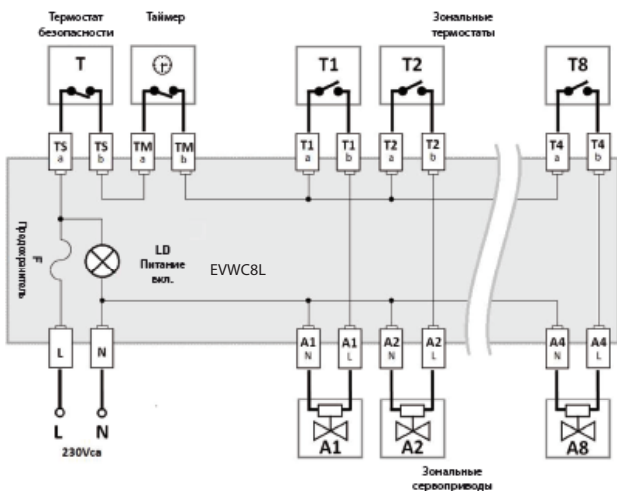 Термостат
безопасности
Таймер
Зональные
термостаты
T
T1
T2
T8
TS
a
TS
b
TM
a
TM
b
T1
a
T1
b
T2
a
T2
b
T4
a
T4
b
Предохранитель
F
LD
Питание
вкл.
EVWC8L
L
N
A1
N
A1
L
A2
N
A2
L
A4
N
A4
L
L
N
230Vca
A1
A2
A8
Зональные
сервоприводы